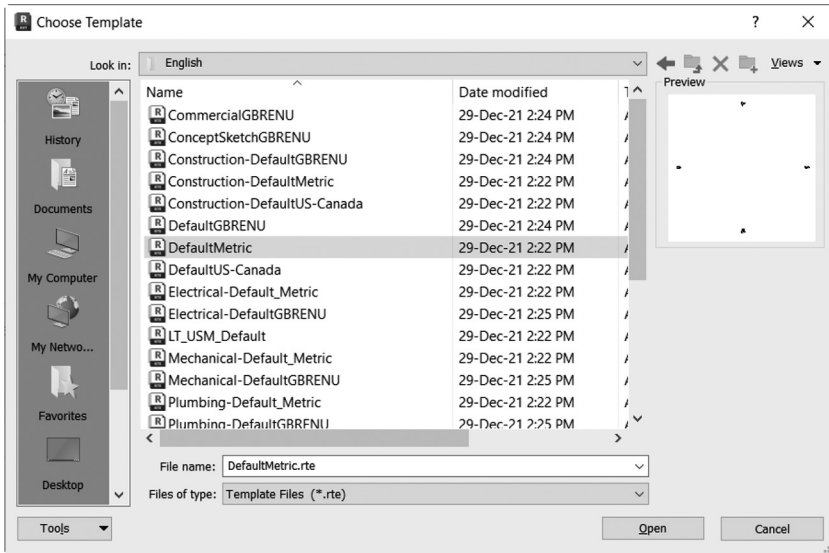 Choose Template ? ×
Look in: English Views
Preview
Name Date modified
CommercialGBRENU 29-Dec-21 2:24 PM
ConceptSketchGBRENU 29-Dec-21 2:24 PM
Construction-DefaultGBRENU 29-Dec-21 2:24 PM
Construction-DefaultMetric 29-Dec-21 2:22 PM
Construction-DefaultUS-Canada 29-Dec-21 2:22 PM
DefaultGBRENU 29-Dec-21 2:24 PM
DefaultMetric 29-Dec-21 2:22 PM
DefaultUS-Canada 29-Dec-21 2:22 PM
Electrical-Default_Metric 29-Dec-21 2:22 PM
Electrical-DefaultGBRENU 29-Dec-21 2:25 PM
LT_USM_Default 29-Dec-21 2:22 PM
Mechanical-Default_Metric 29-Dec-21 2:22 PM
Mechanical-DefaultGBRENU 29-Dec-21 2:25 PM
Plumbing-Default_Metric 29-Dec-21 2:22 PM
Plumbing-DefaultGBRENU 29-Dec-21 2:25 PM
History
Documents
My Computer
My Netwo...
Favorites
Desktop
File name: DefaultMetric.rte
Files of type: Template Files (*.rte)
Tools Open Cancel